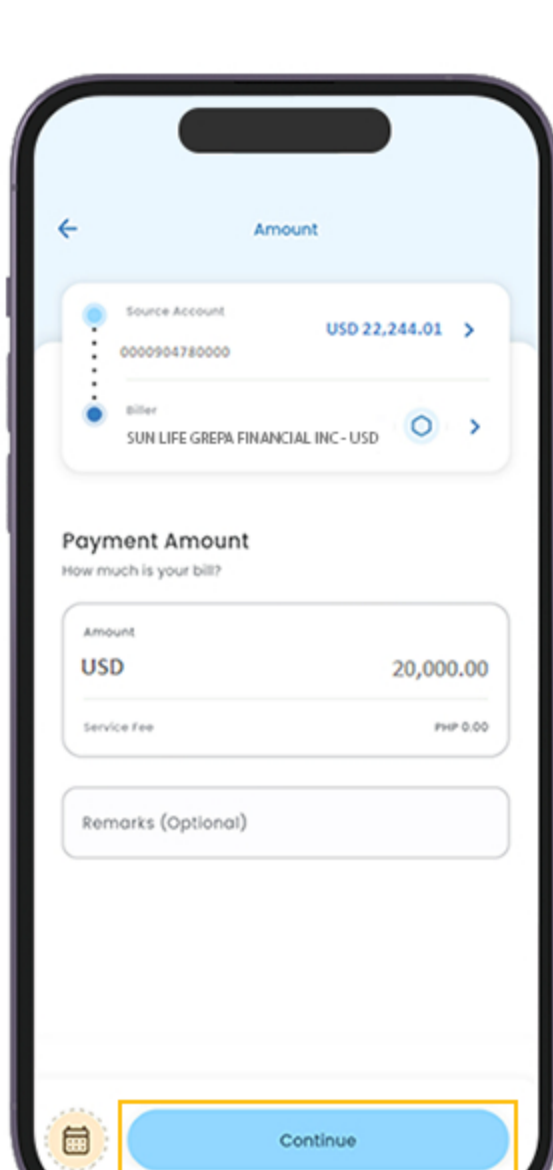 Amount
Source Account
USD 22,244.01
0000904780000
Biller
SUN LIFE GREPA FINANCIAL INC - USD
Payment Amount
How much is your bill?
Amount
USD 20,000.00
Service Fee PHP 0.00
Remarks (Optional)
Continue